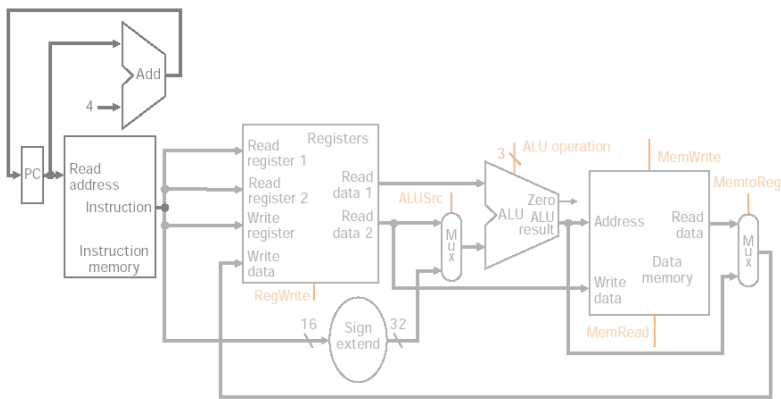 Add
4
PC
Read
address
Instruction
Instruction
memory
Registers
Read
register 1
Read
register 2
Write
register
Write
data
Read
data 1
Read
data 2
RegWrite
16
Sign
extend
32
ALUSrc
Mux
3
ALU operation
Zero
ALU
ALU
result
MemWrite
Address
Read
data
Data
memory
Write
data
MemRead
MemtoReg
Mux